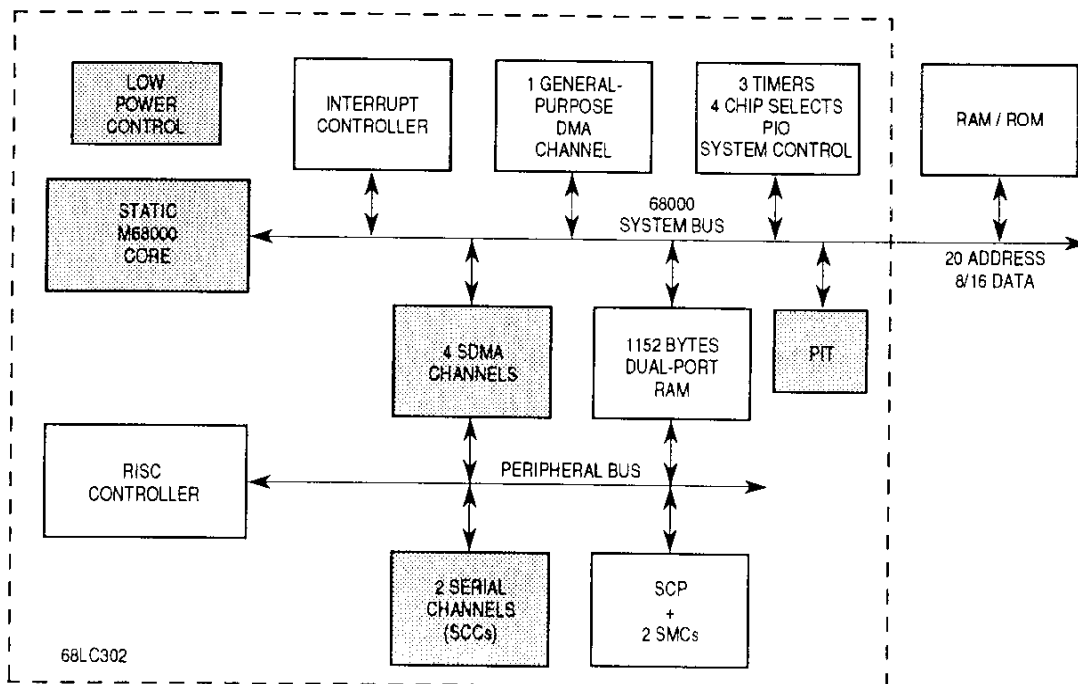 LOW
POWER
CONTROL
INTERRUPT
CONTROLLER
1 GENERAL-
PURPOSE
DMA
CHANNEL
3 TIMERS
4 CHIP SELECTS
PIO
SYSTEM CONTROL
RAM / ROM
STATIC
M68000
CORE
68000
SYSTEM BUS
20 ADDRESS
8/16 DATA
4 SDMA
CHANNELS
1152 BYTES
DUAL-PORT
RAM
PIT
RISC
CONTROLLER
PERIPHERAL BUS
2 SERIAL
CHANNELS
(SCCs)
SCP
+
2 SMCs
68LC302